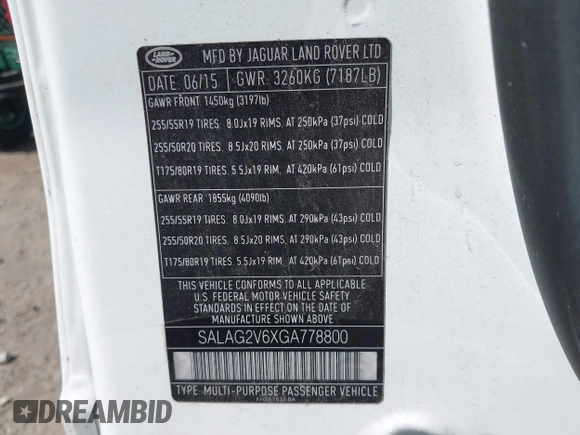 LAND ROVER
MFD BY JAGUAR LAND ROVER LTD
DATE 06/15 GWR: 3260KG (7187LB)
GAWR FRONT 1450kg (3197lb)
255/55R19 TIRES. 8.0Jx19 RIMS. AT 250kPa (37psi) COLD
255/50R20 TIRES. 8.5Jx20 RIMS. AT 250kPa (37psi) COLD
T175/80R19 TIRES. 5.5Jx19 RIM. AT 420kPa (61psi) COLD
GAWR REAR 1855kg (4090lb)
255/55R19 TIRES. 8.0Jx19 RIMS. AT 290kPa (43psi) COLD
255/50R20 TIRES. 8.5Jx20 RIMS. AT 290kPa (43psi) COLD
T175/80R19 TIRES. 5.5Jx19 RIM. AT 420kPa (61psi) COLD
THIS VEHICLE CONFORMS TO ALL APPLICABLE
U.S. FEDERAL MOTOR VEHICLE SAFETY
STANDARDS IN EFFECT ON THE DATE OF
MANUFACTURE SHOWN ABOVE
SALAG2V6XGA778800
TYPE: MULTI-PURPOSE PASSENGER VEHICLE
DREAMBID